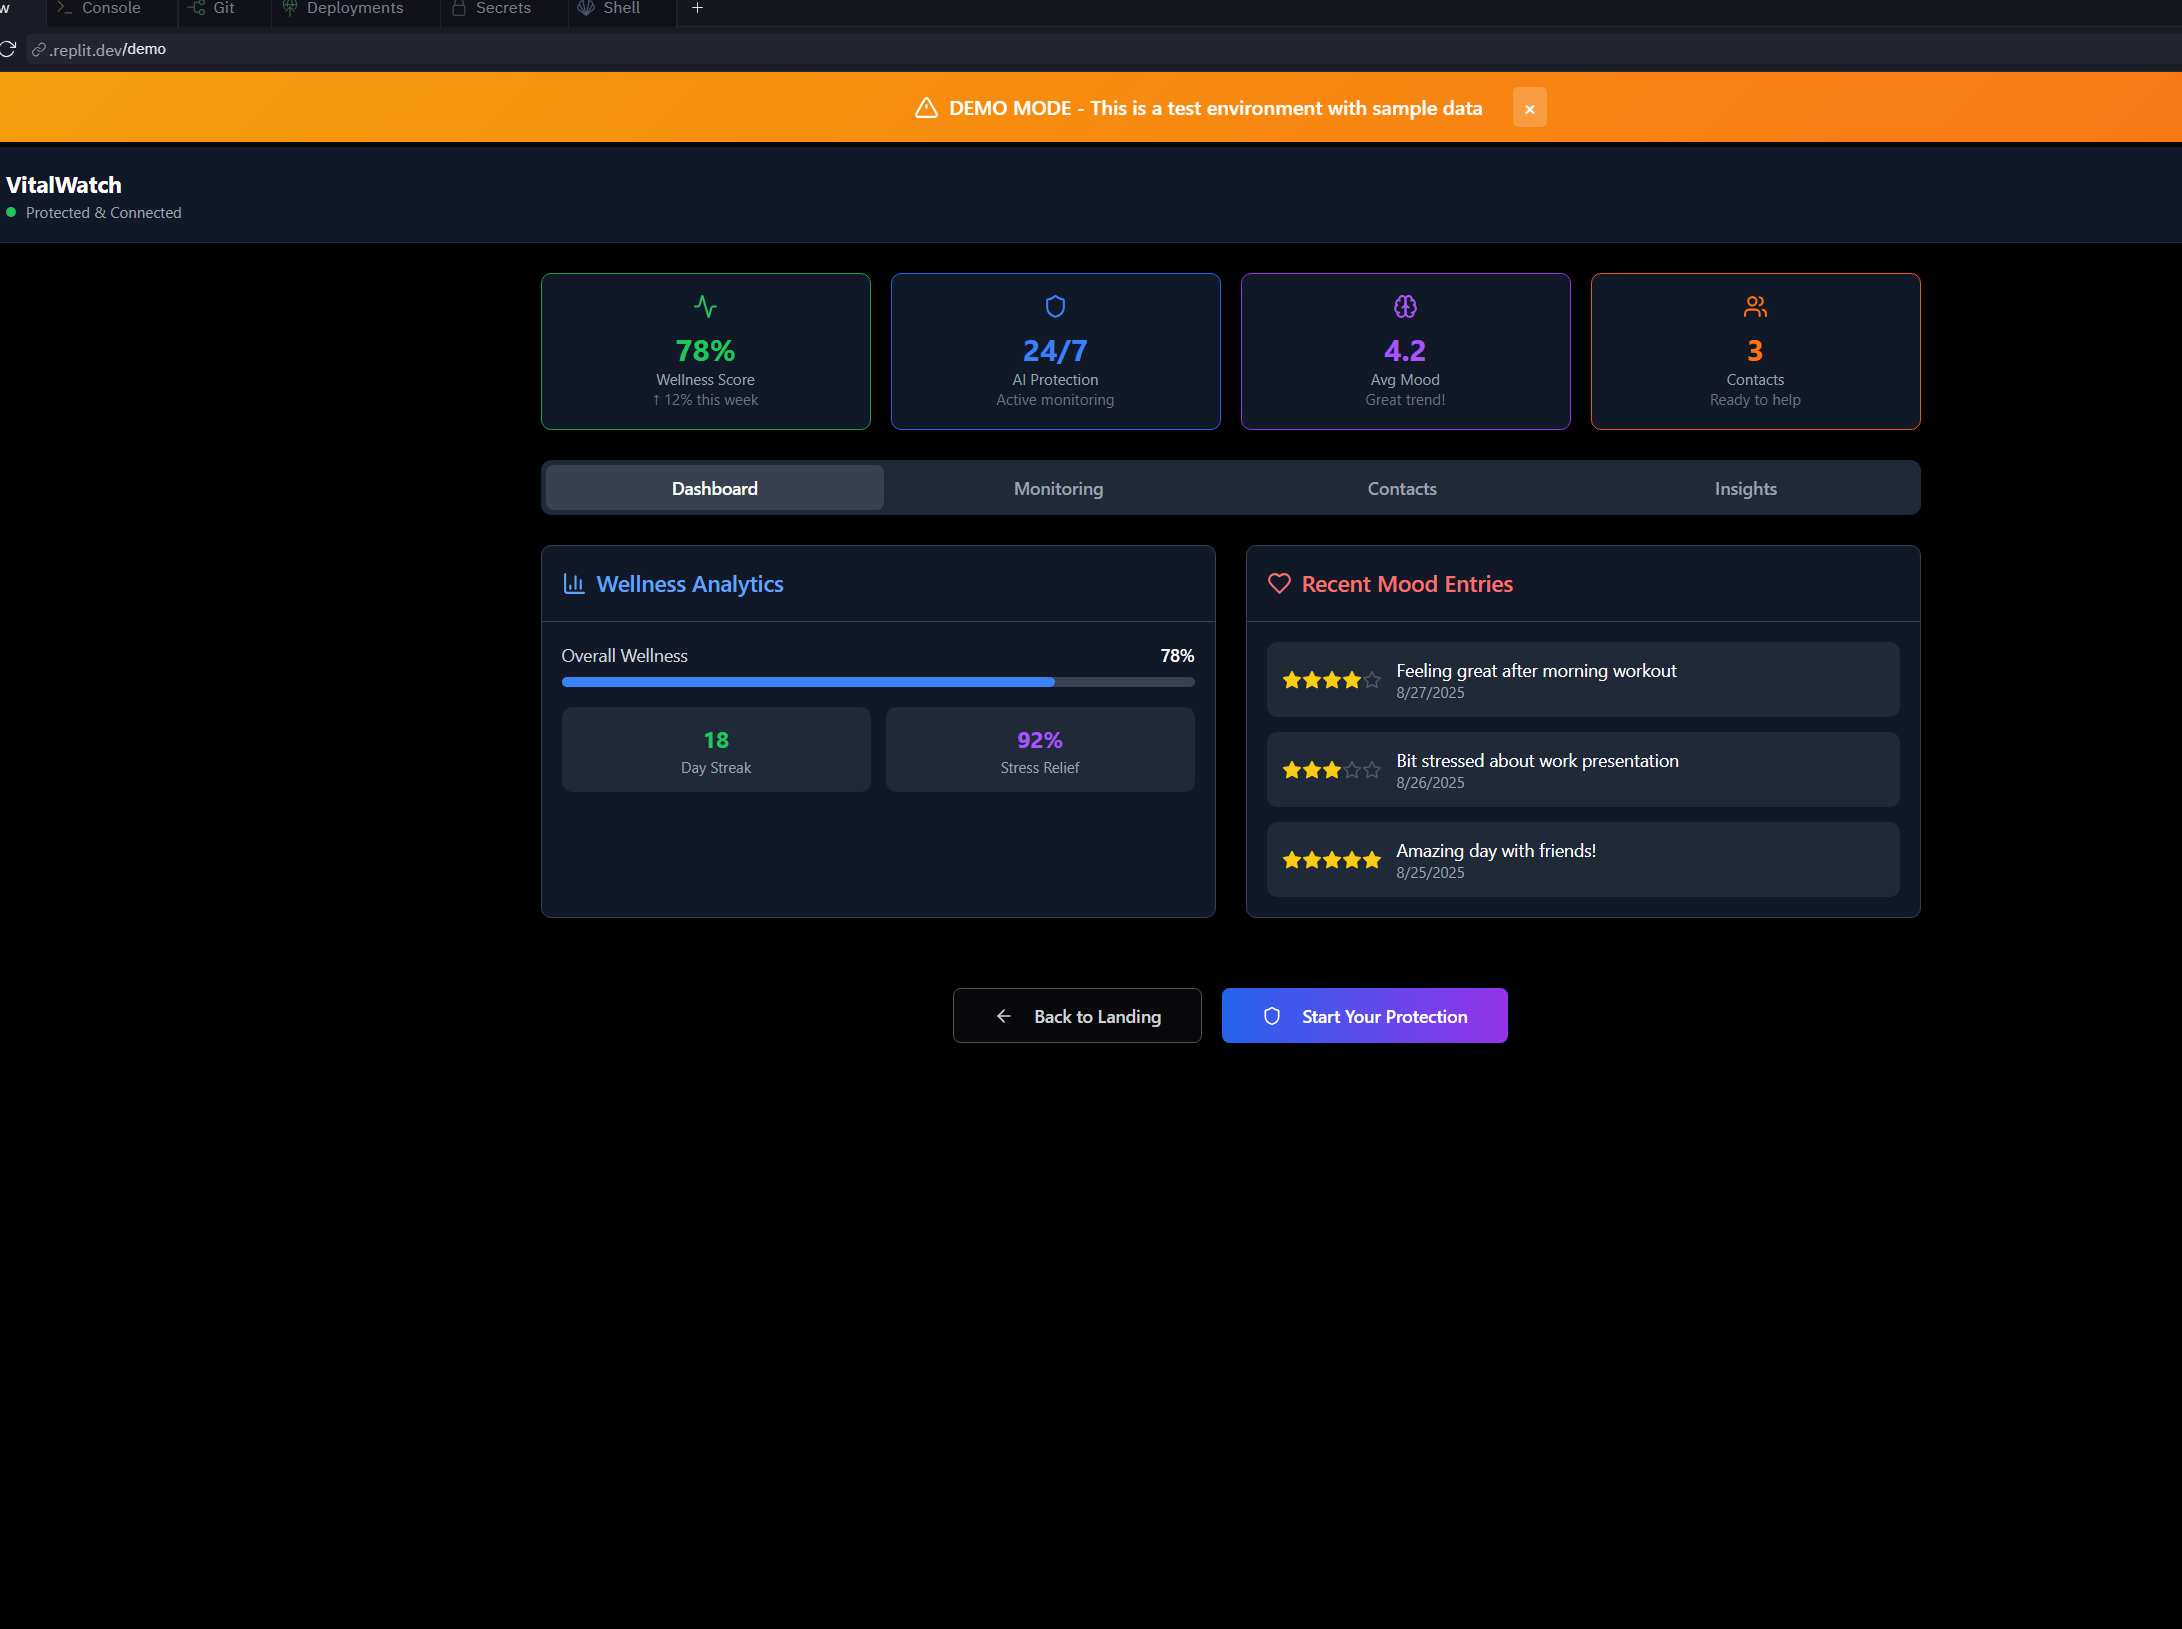 w Console Git Deployments Secrets Shell +
.replit.dev/demo
DEMO MODE - This is a test environment with sample data ×
VitalWatch
Protected & Connected
78%
Wellness Score
↑ 12% this week
24/7
AI Protection
Active monitoring
4.2
Avg Mood
Great trend!
3
Contacts
Ready to help
Dashboard Monitoring Contacts Insights
Wellness Analytics
Overall Wellness 78%
18
Day Streak
92%
Stress Relief
Recent Mood Entries
Feeling great after morning workout
8/27/2025
Bit stressed about work presentation
8/26/2025
Amazing day with friends!
8/25/2025
Back to Landing
Start Your Protection